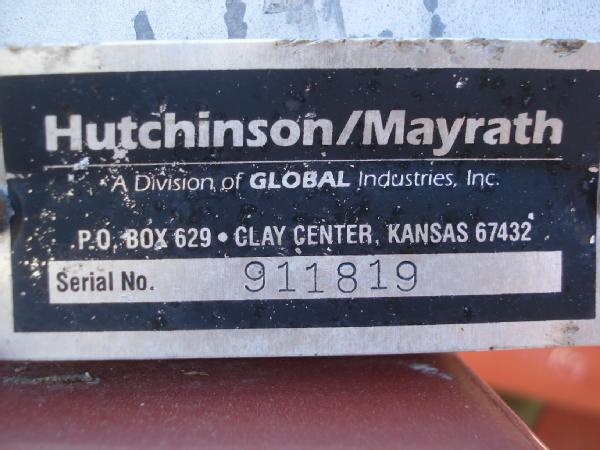 Hutchinson/Mayrath
A Division of GLOBAL Industries, Inc.
P.O. BOX 629 • CLAY CENTER, KANSAS 67432
Serial No. 911819